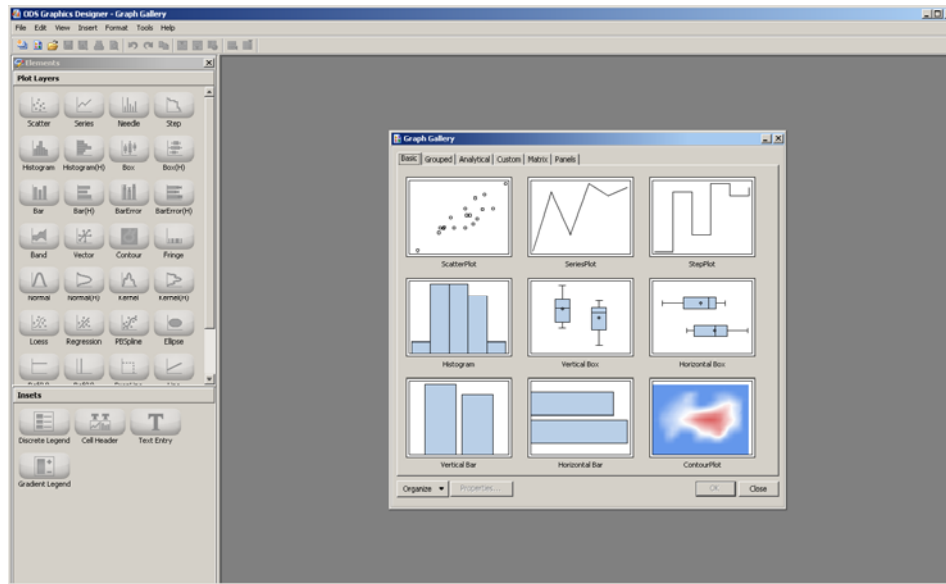 ODS Graphics Designer - Graph Gallery
File Edit View Insert Format Tools Help
Elements
Plot Layers
Scatter Series Needle Step
Histogram Histogram(H) Box Box(H)
Bar Bar(H) BarError BarError(H)
Band Vector Contour Fringe
Normal Normal(H) Kernel Kernel(H)
Loess Regression PBSpline Ellipse
Insets
Discrete Legend Cell Header Text Entry
Gradient Legend
Graph Gallery
Basic Grouped Analytical Custom Matrix Panels
ScatterPlot SeriesPlot StepPlot
Histogram Vertical Box Horizontal Box
Vertical Bar Horizontal Bar ContourPlot
Organize Properties... OK Close